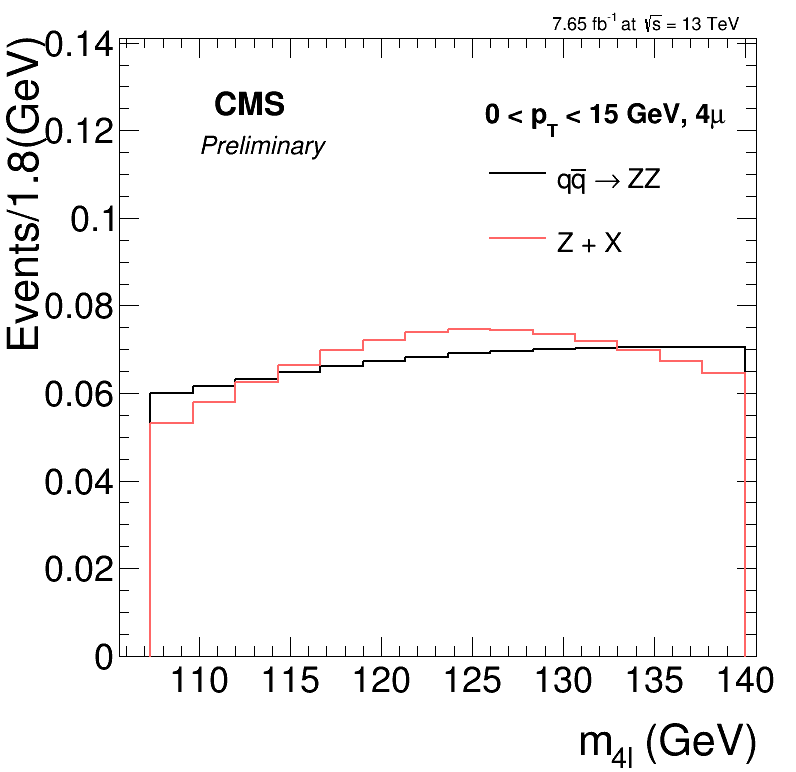 7.65 fb⁻¹ at √s = 13 TeV
Events/1.8(GeV)
0.14
0.12
0.1
0.08
0.06
0.04
0.02
0
CMS
Preliminary
0 < p_T < 15 GeV, 4μ
qq̅ → ZZ
Z + X
110 115 120 125 130 135 140
m_4l (GeV)